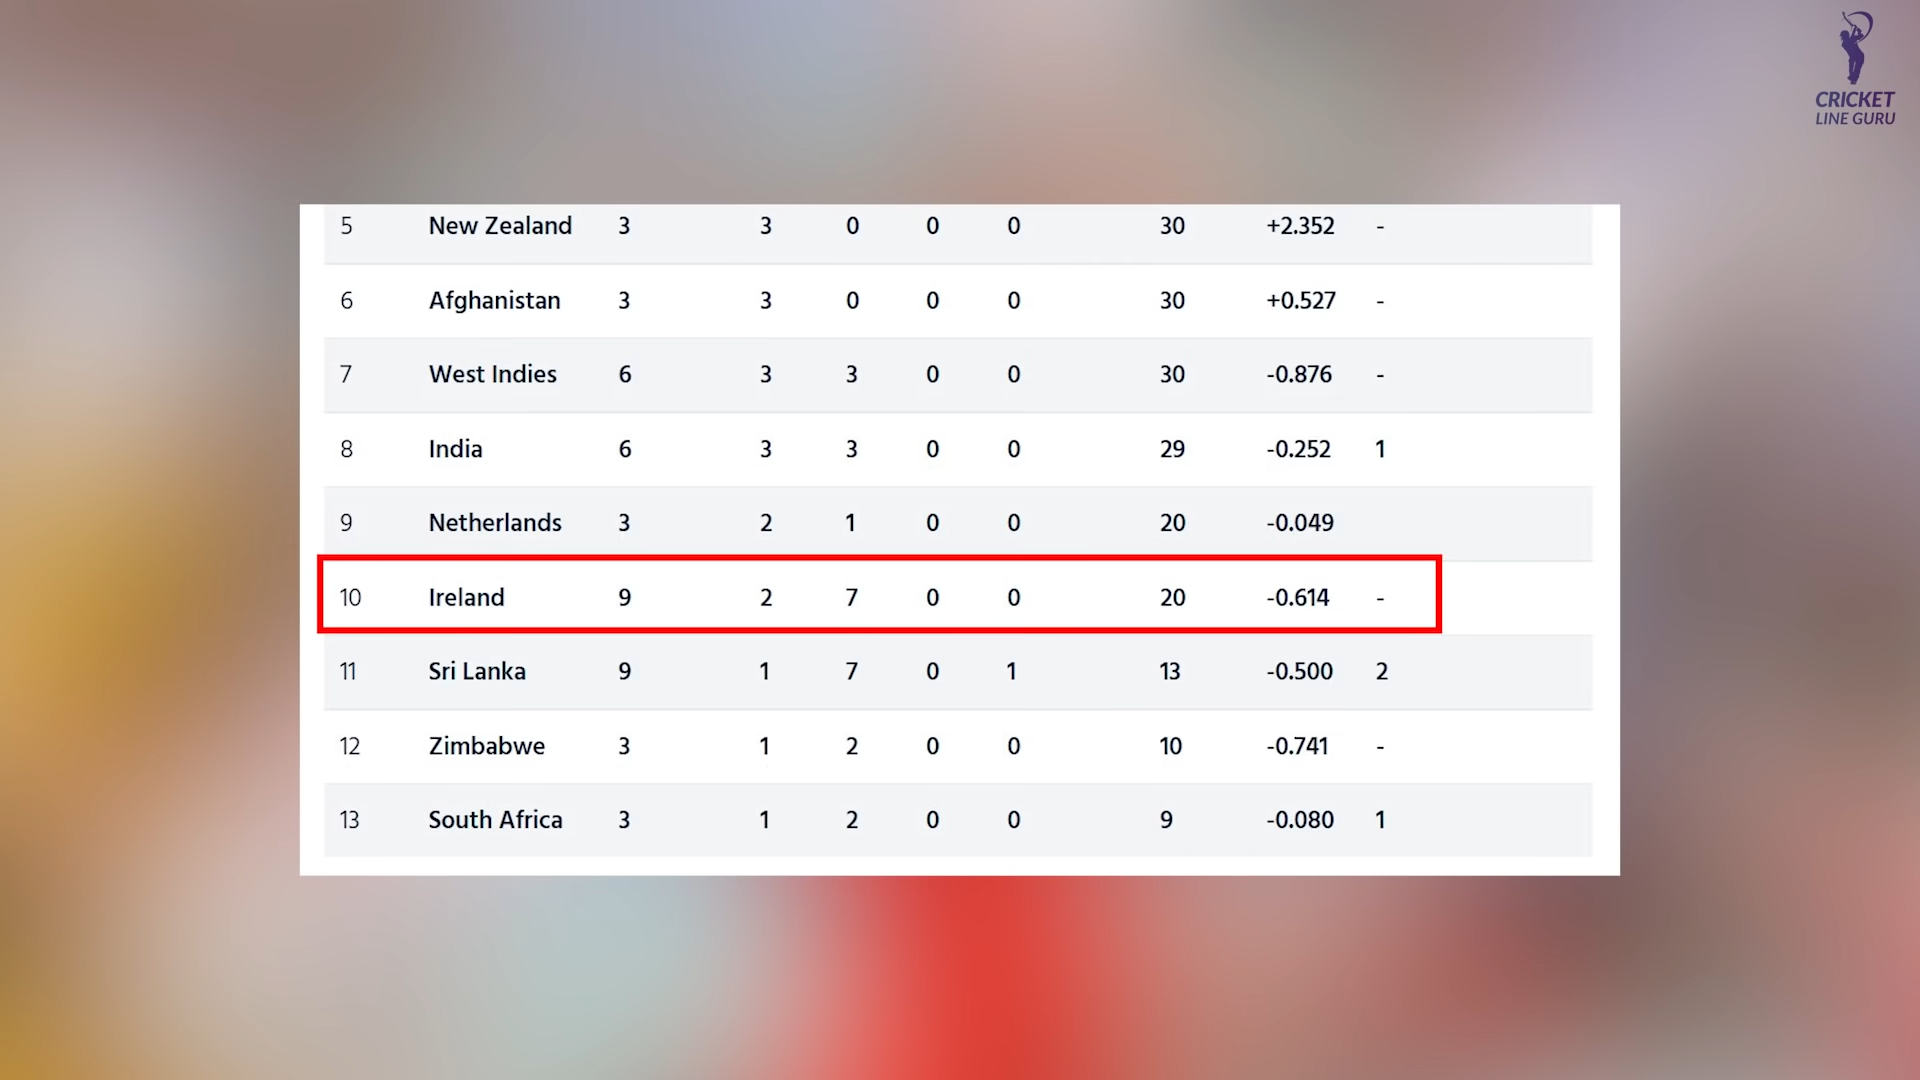 CRICKET
LINE GURU
5 New Zealand 3 3 0 0 0 30 +2.352 -
6 Afghanistan 3 3 0 0 0 30 +0.527 -
7 West Indies 6 3 3 0 0 30 -0.876 -
8 India 6 3 3 0 0 29 -0.252 1
9 Netherlands 3 2 1 0 0 20 -0.049
10 Ireland 9 2 7 0 0 20 -0.614 -
11 Sri Lanka 9 1 7 0 1 13 -0.500 2
12 Zimbabwe 3 1 2 0 0 10 -0.741 -
13 South Africa 3 1 2 0 0 9 -0.080 1